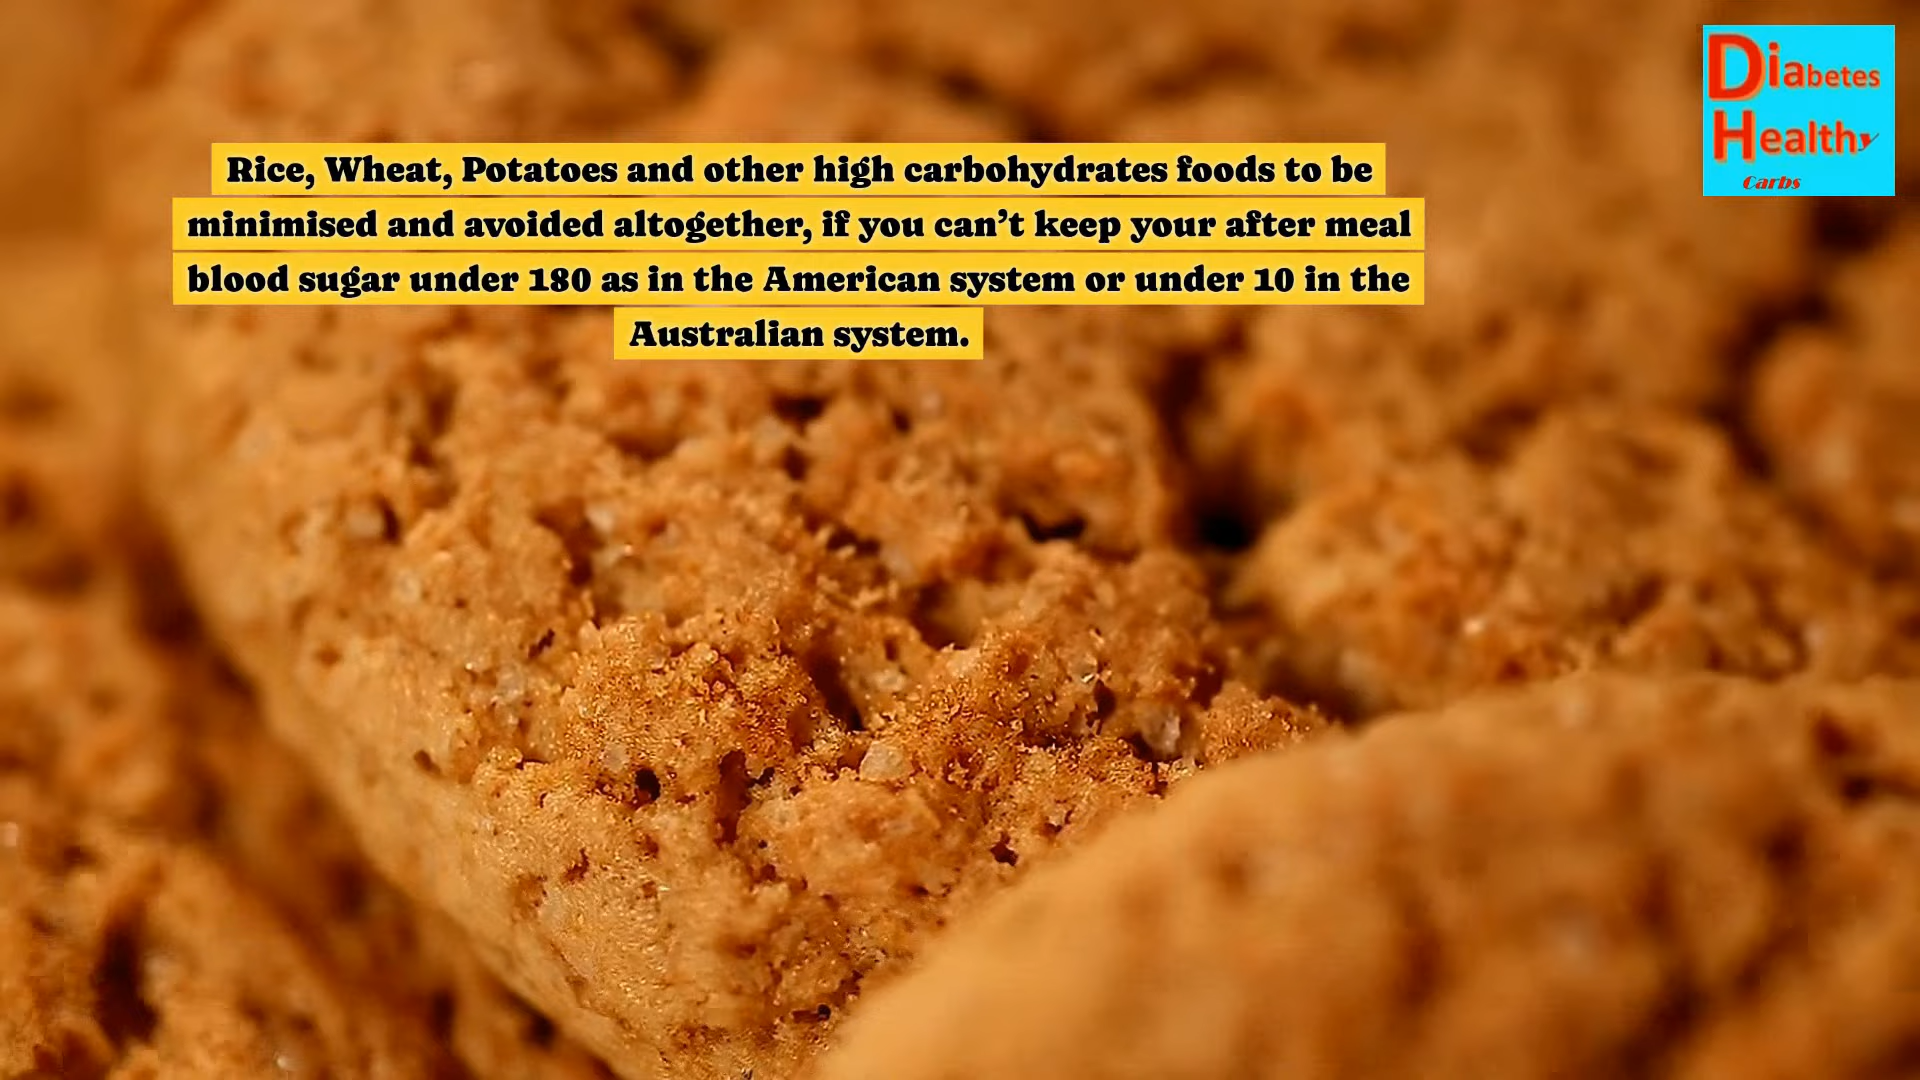 Diabetes
Healthy
Carbs
Rice, Wheat, Potatoes and other high carbohydrates foods to be
minimised and avoided altogether, if you can’t keep your after meal
blood sugar under 180 as in the American system or under 10 in the
Australian system.